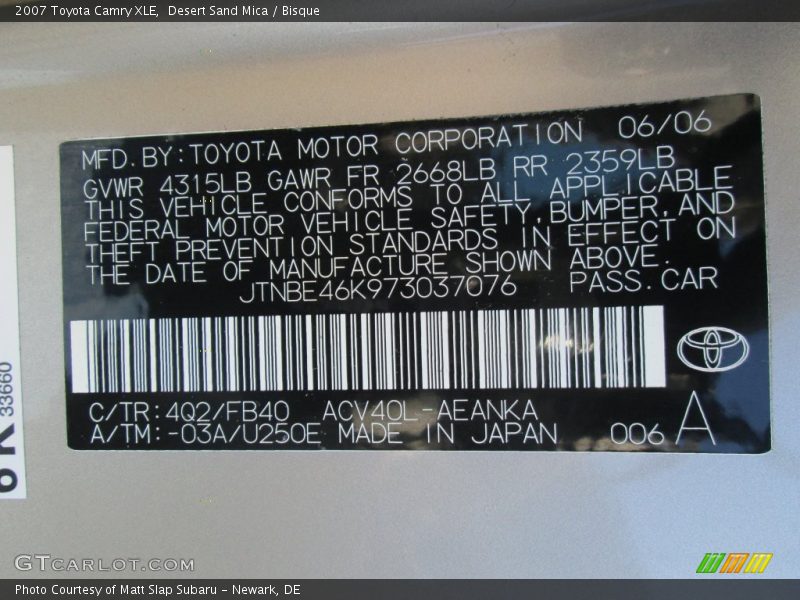 2007 Toyota Camry XLE, Desert Sand Mica / Bisque
MFD. BY: TOYOTA MOTOR CORPORATION 06/06
GVWR 4315LB GAWR FR 2668LB RR 2359LB
THIS VEHICLE CONFORMS TO ALL APPLICABLE
FEDERAL MOTOR VEHICLE SAFETY, BUMPER, AND
THEFT PREVENTION STANDARDS IN EFFECT ON
THE DATE OF MANUFACTURE SHOWN ABOVE.
JTNBE46K973037076 PASS. CAR
C/TR: 4Q2/FB40 ACV40L-AEANKA
A/TM: -03A/U250E MADE IN JAPAN 006 A
33660
GTCARLOT.COM
Photo Courtesy of Matt Slap Subaru - Newark, DE